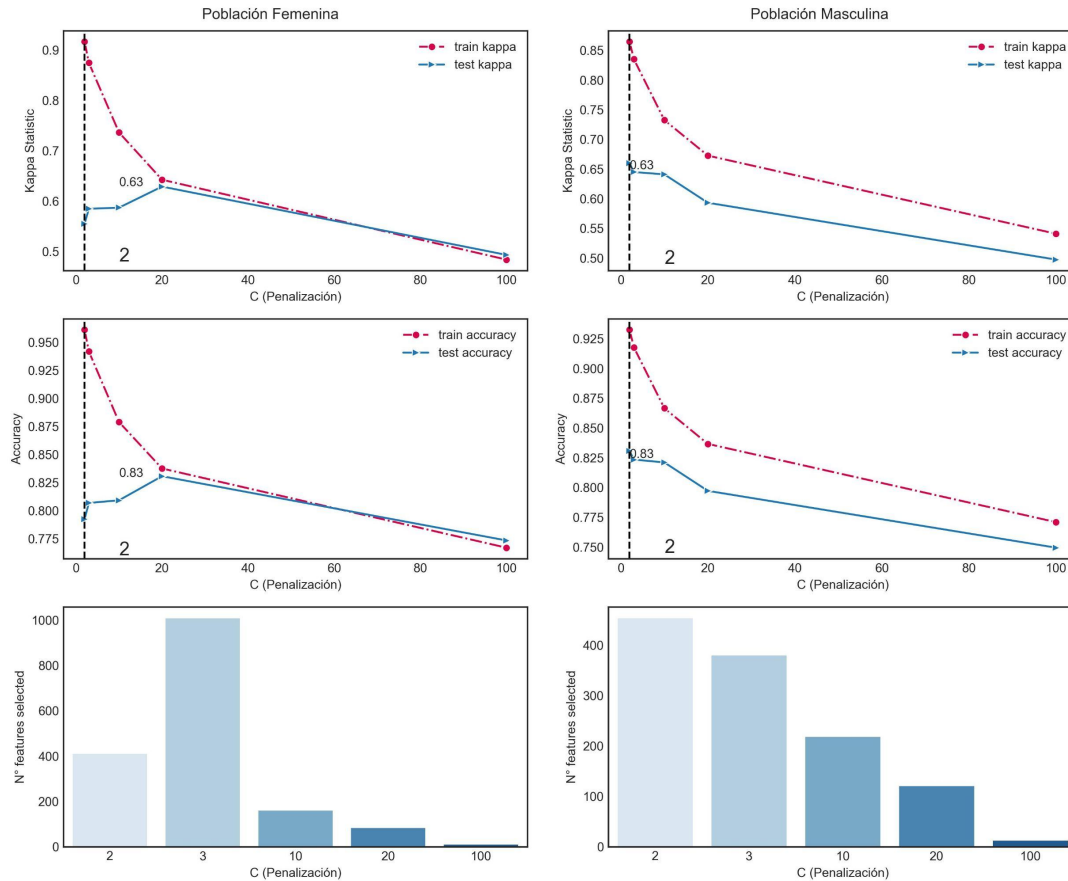 Población Femenina
0.9
0.8
0.7
0.6
0.5
Kappa Statistic
train kappa
test kappa
0.63
2
0 20 40 60 80 100
C (Penalización)
Población Masculina
0.85
0.80
0.75
0.70
0.65
0.60
0.55
0.50
Kappa Statistic
train kappa
test kappa
0.63
2
0 20 40 60 80 100
C (Penalización)
0.950
0.925
0.900
0.875
0.850
0.825
0.800
0.775
Accuracy
train accuracy
test accuracy
0.83
2
0 20 40 60 80 100
C (Penalización)
0.925
0.900
0.875
0.850
0.825
0.800
0.775
0.750
Accuracy
train accuracy
test accuracy
0.83
2
0 20 40 60 80 100
C (Penalización)
1000
800
600
400
200
0
N° features selected
2 3 10 20 100
C (Penalización)
400
300
200
100
0
N° features selected
2 3 10 20 100
C (Penalización)